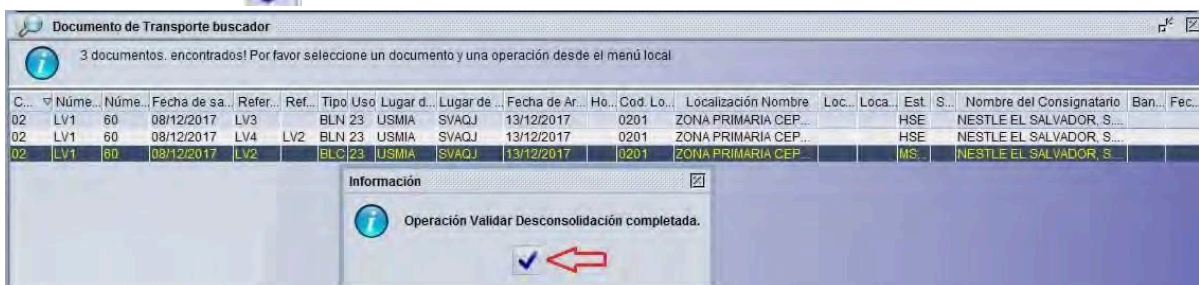 Documento de Transporte buscador
3 documentos. encontrados! Por favor seleccione un documento y una operación desde el menú local
C... Núme... Núme... Fecha de sa... Refer... Ref... Tipo Uso Lugar d... Lugar de ... Fecha de Ar... Ho... Cod. Lo... Localización Nombre Loc... Loca... Est. S... Nombre del Consignatario Ban... Fec...
02 LV1 60 08/12/2017 LV3 BLN 23 USMIA SVAQJ 13/12/2017 0201 ZONA PRIMARIA CEP... HSE NESTLE EL SALVADOR, S....
02 LV1 60 08/12/2017 LV4 LV2 BLN 23 USMIA SVAQJ 13/12/2017 0201 ZONA PRIMARIA CEP... HSE NESTLE EL SALVADOR, S....
02 LV1 60 08/12/2017 LV2 BLC 23 USMIA SVAQJ 13/12/2017 0201 ZONA PRIMARIA CEP... MS... NESTLE EL SALVADOR, S....
Información
Operación Validar Desconsolidación completada.